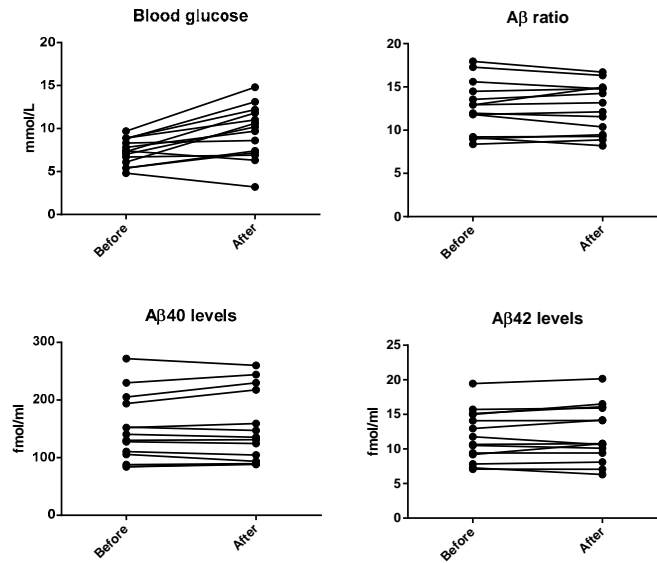 Blood glucose
mmol/L
20
15
10
5
0
Before
After
Aβ ratio
20
15
10
5
0
Before
After
Aβ40 levels
fmol/ml
300
200
100
0
Before
After
Aβ42 levels
fmol/ml
25
20
15
10
5
0
Before
After